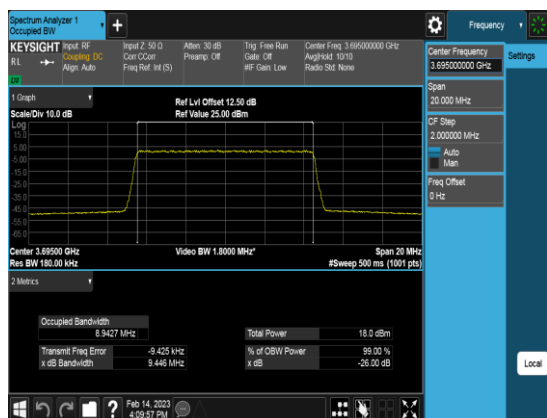 Spectrum Analyzer 1
Occupied BW
+
Frequency
KEYSIGHT
Input: RF
Coupling: DC
Align: Auto
Input Z: 50 Ω
Corr CCorr
Freq Ref: Int (S)
Atten: 30 dB
Preamp: Off
Trig: Free Run
Gate: Off
#IF Gain: Low
Center Freq: 3.695000000 GHz
Avg|Hold: 10/10
Radio Std: None
R L
Center Frequency
3.695000000 GHz
Settings
Span
20.000 MHz
CF Step
2.000000 MHz
Auto
Man
Freq Offset
0 Hz
Local
1 Graph
Scale/Div 10.0 dB
Ref Lvl Offset 12.50 dB
Ref Value 25.00 dBm
Log
15.0
5.00
-5.00
-15.0
-25.0
-35.0
-45.0
-55.0
-65.0
Center 3.69500 GHz
Res BW 180.00 kHz
Video BW 1.8000 MHz*
Span 20 MHz
#Sweep 500 ms (1001 pts)
2 Metrics
Occupied Bandwidth
8.9427 MHz
Transmit Freq Error -9.425 kHz
x dB Bandwidth 9.446 MHz
Total Power 18.0 dBm
% of OBW Power 99.00 %
x dB -26.00 dB
?
Feb 14, 2023
4:09:57 PM